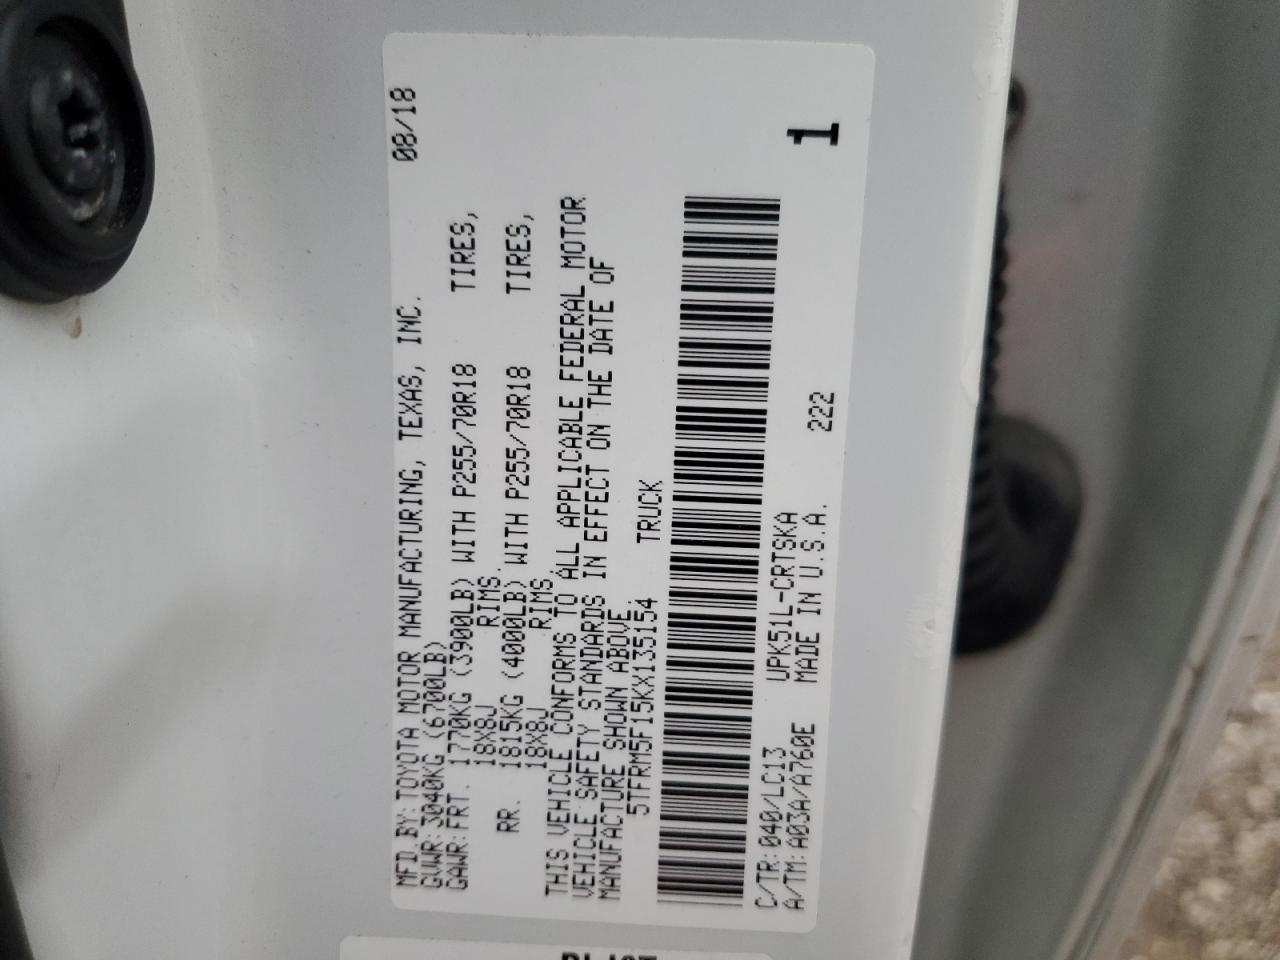 MFD.BY:TOYOTA MOTOR MANUFACTURING, TEXAS, INC. 08/18
GVWR:3040KG (6700LB)
GAWR:FRT. 1770KG (3900LB) WITH P255/70R18 TIRES,
18X8J RIMS.
RR. 1815KG (4000LB) WITH P255/70R18 TIRES,
18X8J RIMS.
THIS VEHICLE CONFORMS TO ALL APPLICABLE FEDERAL MOTOR
VEHICLE SAFETY STANDARDS IN EFFECT ON THE DATE OF
MANUFACTURE SHOWN ABOVE.
5TFRM5F15KX135154 TRUCK
C/TR:040/LC13 UPK51L-CRTSKA
A/TM:A03A/A760E MADE IN U.S.A. 222 1